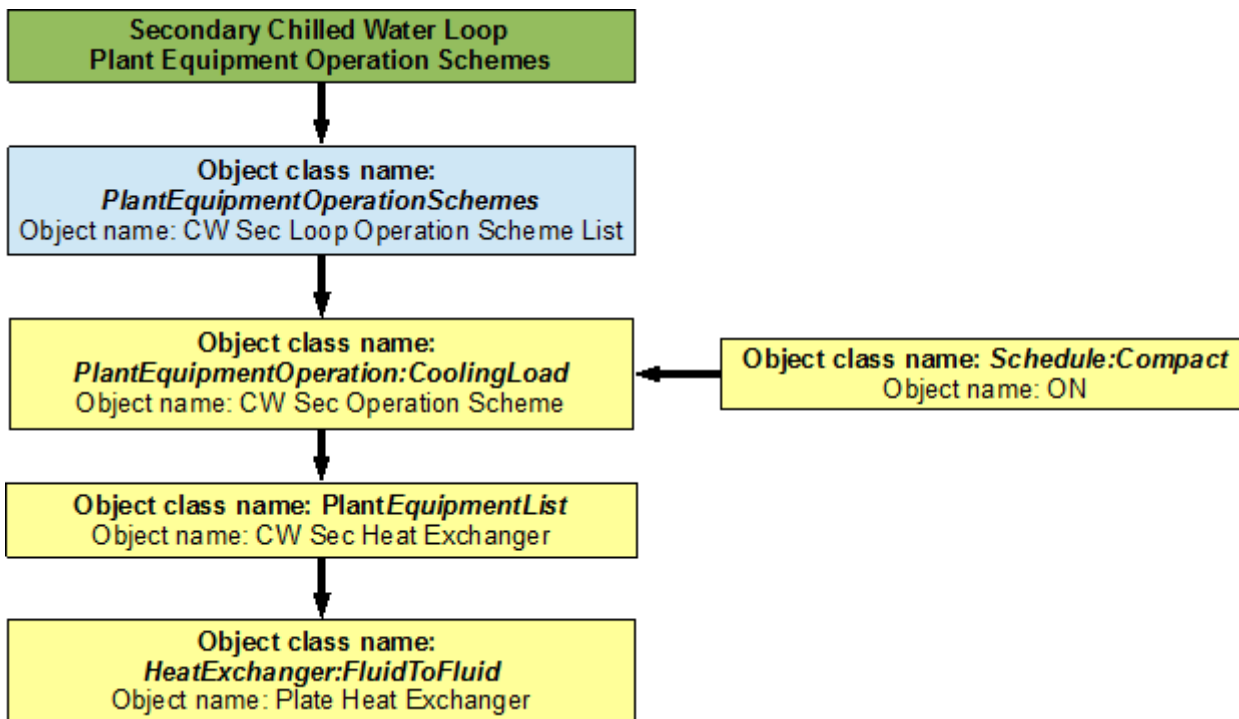 Secondary Chilled Water Loop
Plant Equipment Operation Schemes
Object class name:
PlantEquipmentOperationSchemes
Object name: CW Sec Loop Operation Scheme List
Object class name:
PlantEquipmentOperation:CoolingLoad
Object name: CW Sec Operation Scheme
Object class name: Schedule:Compact
Object name: ON
Object class name: PlantEquipmentList
Object name: CW Sec Heat Exchanger
Object class name:
HeatExchanger:FluidToFluid
Object name: Plate Heat Exchanger